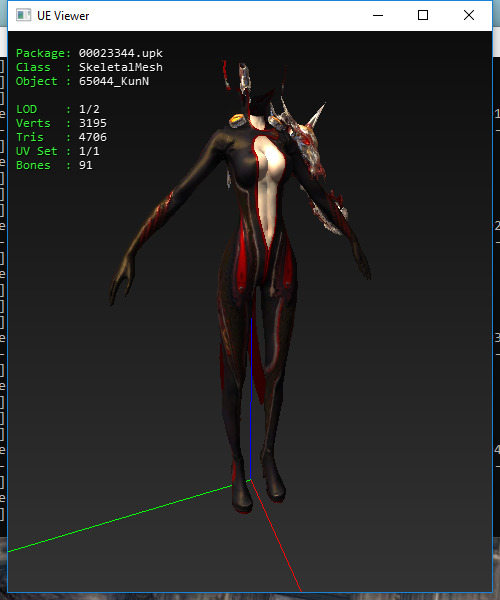 UE Viewer
Package: 00023344.upk
Class : SkeletalMesh
Object : 65044_KunN
LOD : 1/2
Verts : 3195
Tris : 4706
UV Set : 1/1
Bones : 91